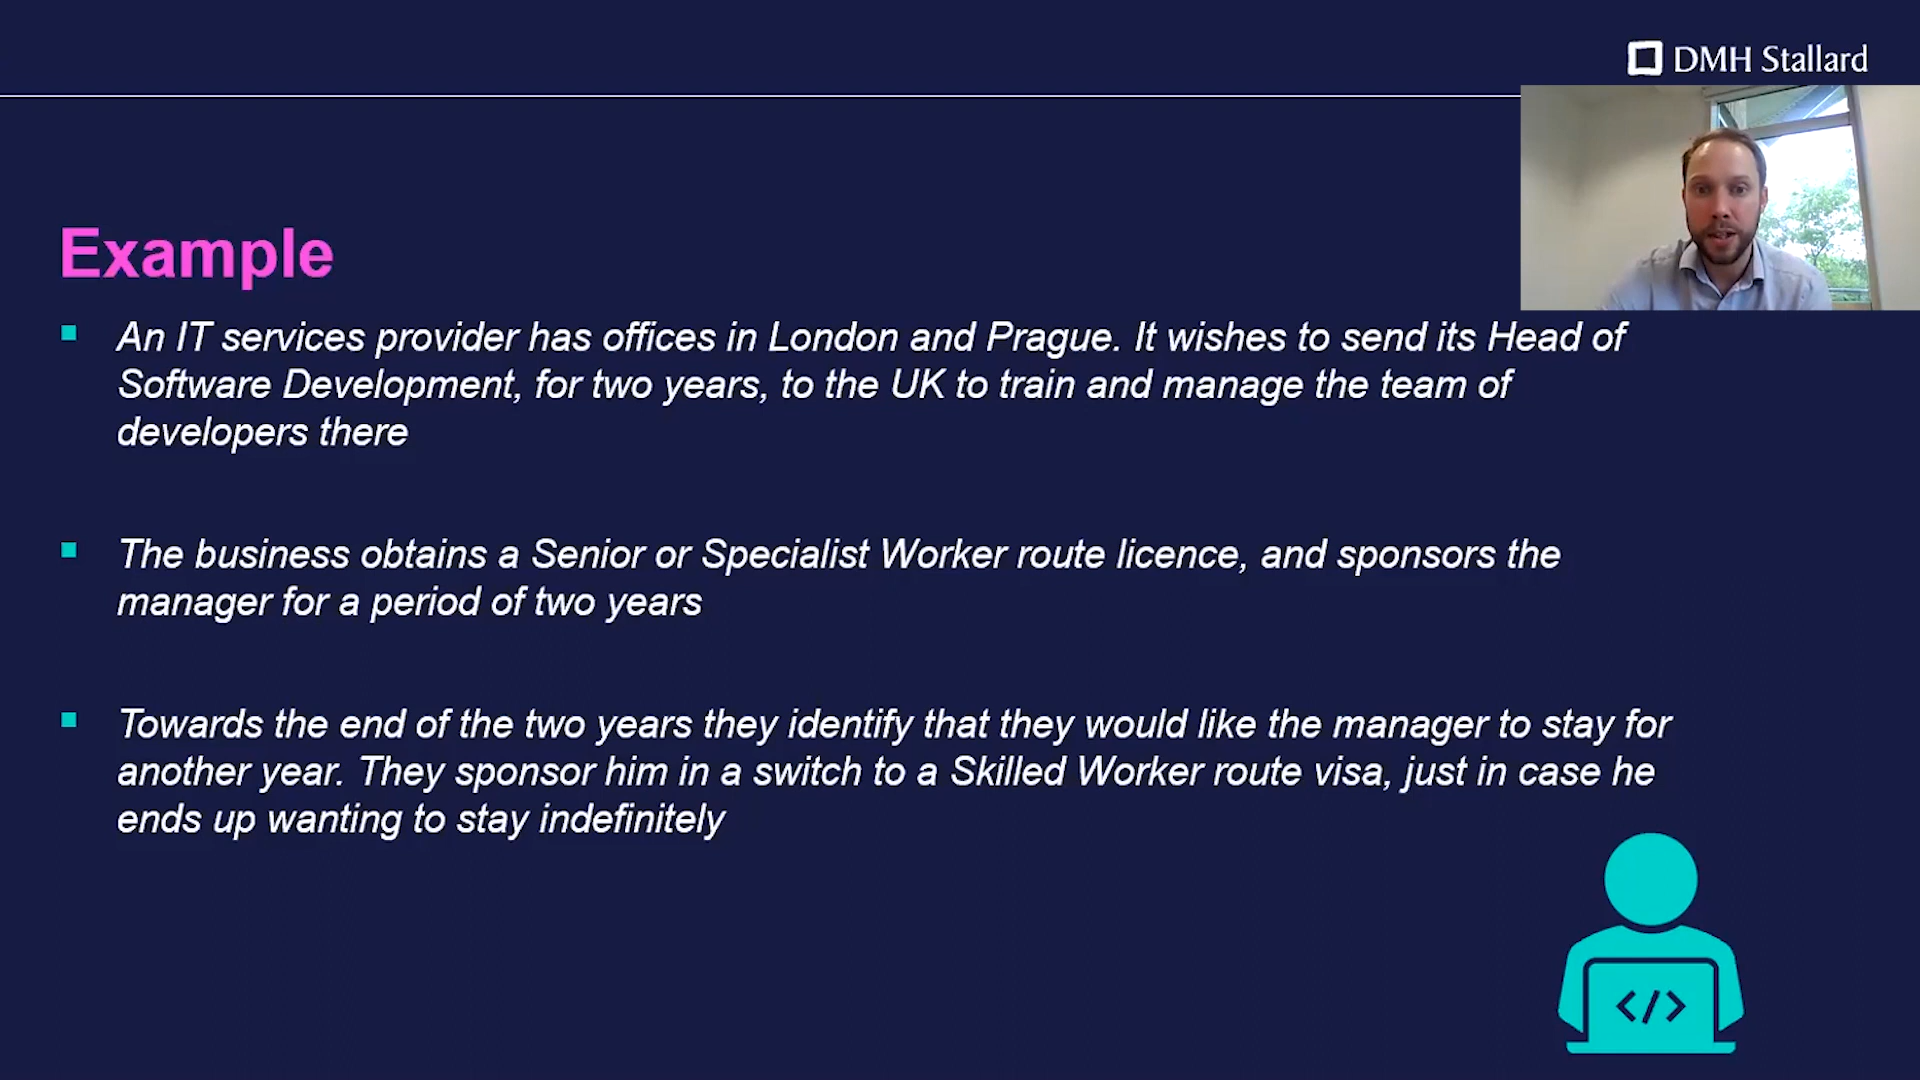 DMH Stallard
Example
An IT services provider has offices in London and Prague. It wishes to send its Head of
Software Development, for two years, to the UK to train and manage the team of
developers there
The business obtains a Senior or Specialist Worker route licence, and sponsors the
manager for a period of two years
Towards the end of the two years they identify that they would like the manager to stay for
another year. They sponsor him in a switch to a Skilled Worker route visa, just in case he
ends up wanting to stay indefinitely
</>